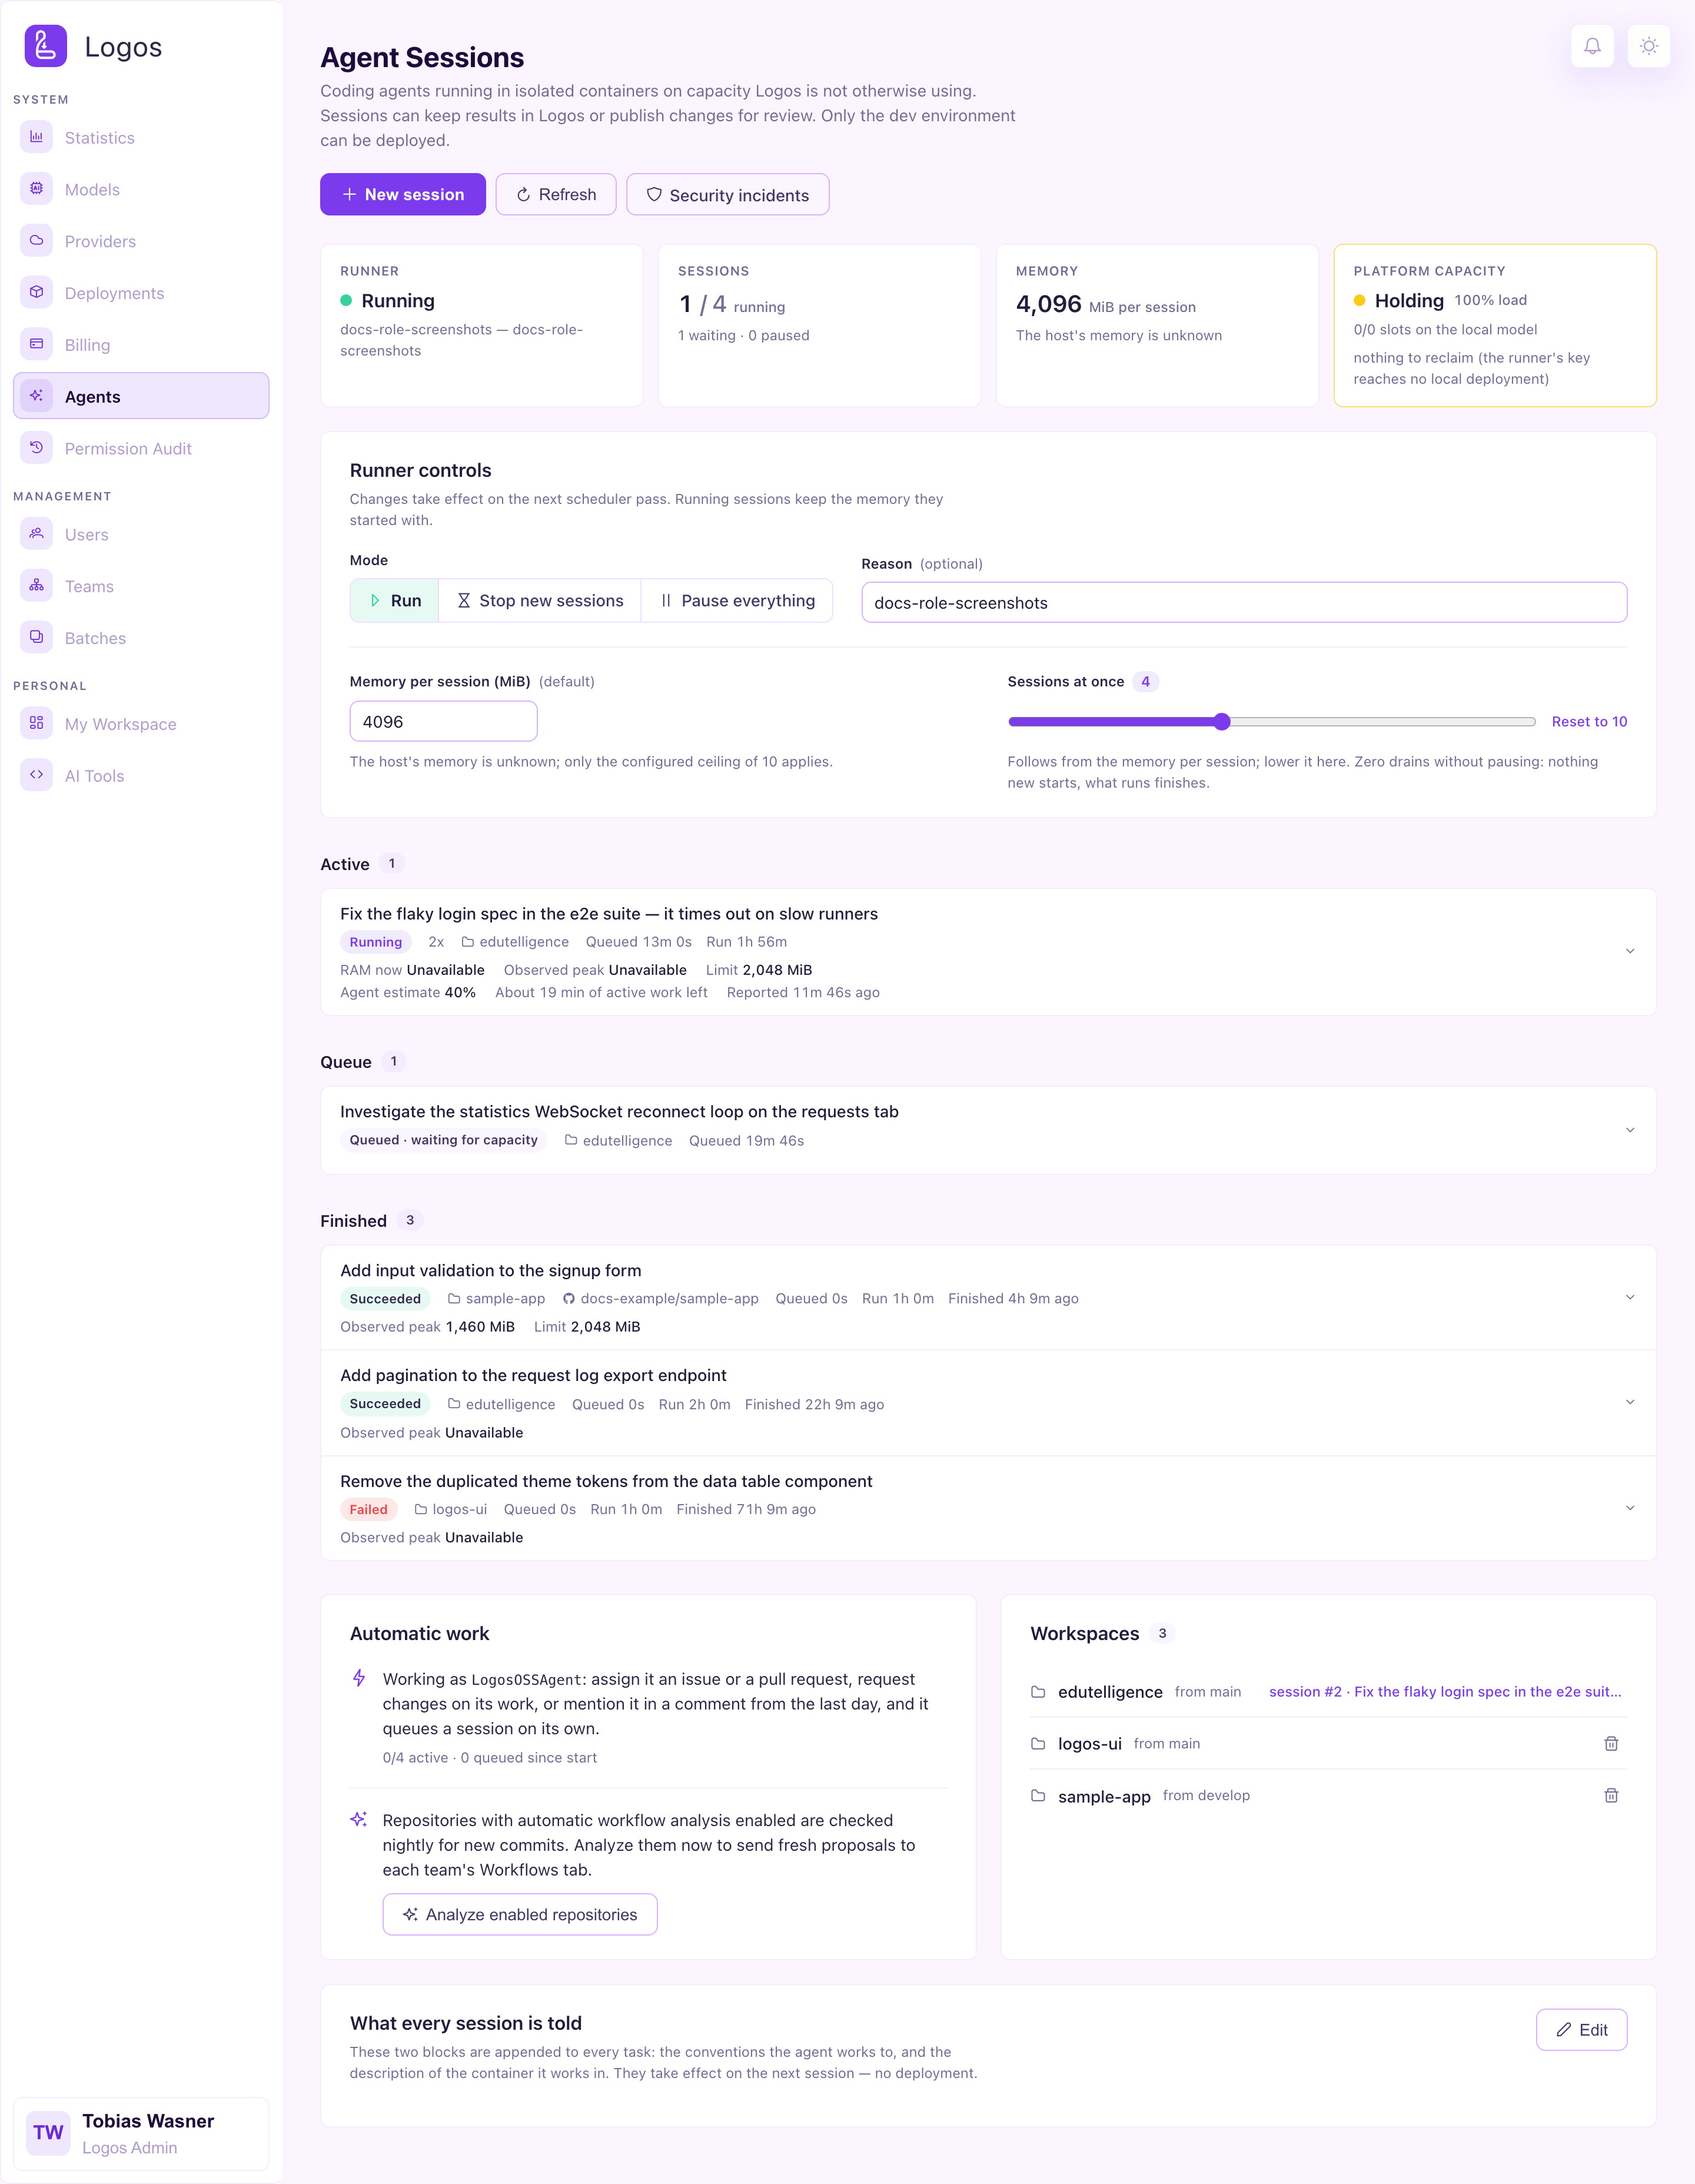 Logos
SYSTEM
Statistics
Models
Providers
Deployments
Billing
Agents
Permission Audit
MANAGEMENT
Users
Teams
Batches
PERSONAL
My Workspace
AI Tools
TW
Tobias Wasner
Logos Admin
Agent Sessions
Coding agents running in isolated containers on capacity Logos is not otherwise using.
Sessions can keep results in Logos or publish changes for review. Only the dev environment
can be deployed.
New session
Refresh
Security incidents
RUNNER
Running
docs-role-screenshots — docs-role-
screenshots
SESSIONS
1 / 4 running
1 waiting · 0 paused
MEMORY
4,096 MiB per session
The host's memory is unknown
PLATFORM CAPACITY
Holding 100% load
0/0 slots on the local model
nothing to reclaim (the runner's key
reaches no local deployment)
Runner controls
Changes take effect on the next scheduler pass. Running sessions keep the memory they
started with.
Mode
Run
Stop new sessions
Pause everything
Reason (optional)
docs-role-screenshots
Memory per session (MiB) (default)
4096
The host's memory is unknown; only the configured ceiling of 10 applies.
Sessions at once 4
Reset to 10
Follows from the memory per session; lower it here. Zero drains without pausing: nothing
new starts, what runs finishes.
Active 1
Fix the flaky login spec in the e2e suite — it times out on slow runners
Running 2x edutelligence Queued 13m 0s Run 1h 56m
RAM now Unavailable Observed peak Unavailable Limit 2,048 MiB
Agent estimate 40% About 19 min of active work left Reported 11m 46s ago
Queue 1
Investigate the statistics WebSocket reconnect loop on the requests tab
Queued · waiting for capacity edutelligence Queued 19m 46s
Finished 3
Add input validation to the signup form
Succeeded sample-app docs-example/sample-app Queued 0s Run 1h 0m Finished 4h 9m ago
Observed peak 1,460 MiB Limit 2,048 MiB
Add pagination to the request log export endpoint
Succeeded edutelligence Queued 0s Run 2h 0m Finished 22h 9m ago
Observed peak Unavailable
Remove the duplicated theme tokens from the data table component
Failed logos-ui Queued 0s Run 1h 0m Finished 71h 9m ago
Observed peak Unavailable
Automatic work
Working as LogosOSSAgent: assign it an issue or a pull request, request
changes on its work, or mention it in a comment from the last day, and it
queues a session on its own.
0/4 active · 0 queued since start
Repositories with automatic workflow analysis enabled are checked
nightly for new commits. Analyze them now to send fresh proposals to
each team's Workflows tab.
Analyze enabled repositories
Workspaces 3
edutelligence from main session #2 · Fix the flaky login spec in the e2e suit...
logos-ui from main
sample-app from develop
What every session is told
These two blocks are appended to every task: the conventions the agent works to, and the
description of the container it works in. They take effect on the next session — no deployment.
Edit